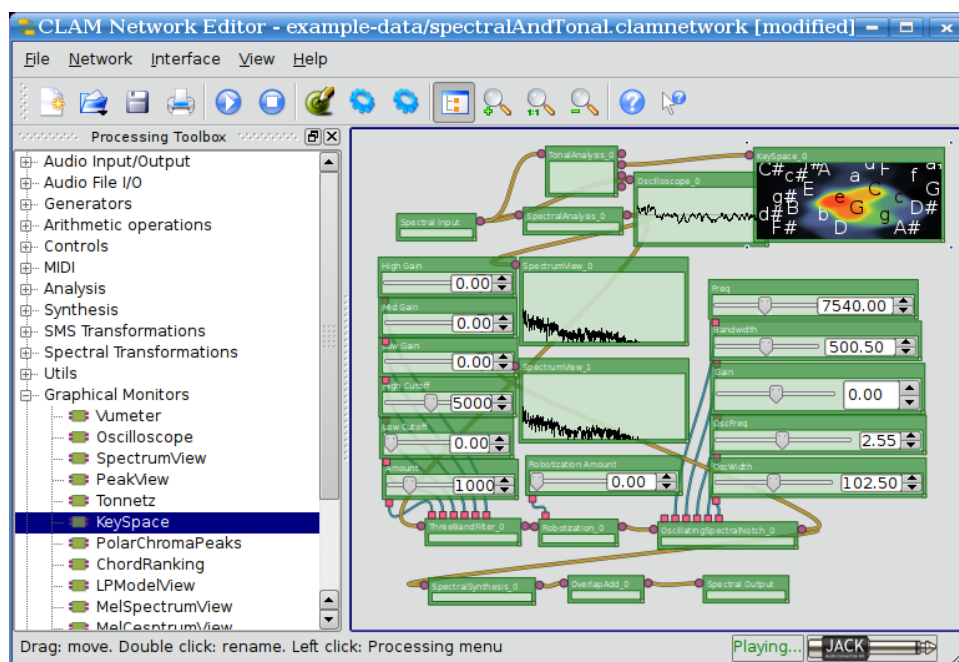 CLAM Network Editor - example-data/spectralAndTonal.clamnetwork [modified]
File Network Interface View Help
Processing Toolbox
Audio Input/Output
Audio File I/O
Generators
Arithmetic operations
Controls
MIDI
Analysis
Synthesis
SMS Transformations
Spectral Transformations
Utils
Graphical Monitors
Vumeter
Oscilloscope
SpectrumView
PeakView
Tonnetz
KeySpace
PolarChromaPeaks
ChordRanking
LPModelView
MelSpectrumView
MelCepstrumView
TonalAnalysis_0
KeySpace_0
C# c# f# A a d F f a# G
g# E e C c
d# B b G g D# d#
F# D A#
Oscilloscope_0
Spectral Input
SpectralAnalysis_0
High Gain
0.00
Mid Gain
0.00
Low Gain
0.00
High Cutoff
5000
Low Cutoff
0.00
Amount
1000
SpectrumView_0
SpectrumView_1
Robotization Amount
0.00
Freq
7540.00
Bandwidth
500.50
Gain
0.00
OscFreq
2.55
OscWidth
102.50
ThreeBandFilter_0
Robotization_0
OscillatingSpectralNotch_0
SpectralSynthesis_0
OverlapAdd_0
Spectral Output
Drag: move. Double click: rename. Left click: Processing menu
Playing...
JACK